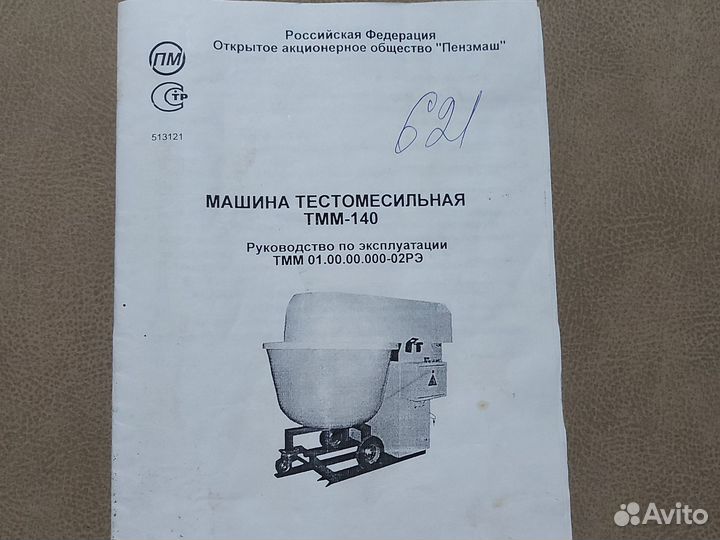 Российская Федерация
Открытое акционерное общество "Пензмаш"
ПМ
СТР
513121
621
МАШИНА ТЕСТОМЕСИЛЬНАЯ
ТММ-140
Руководство по эксплуатации
ТММ 01.00.00.000-02РЭ
Avito